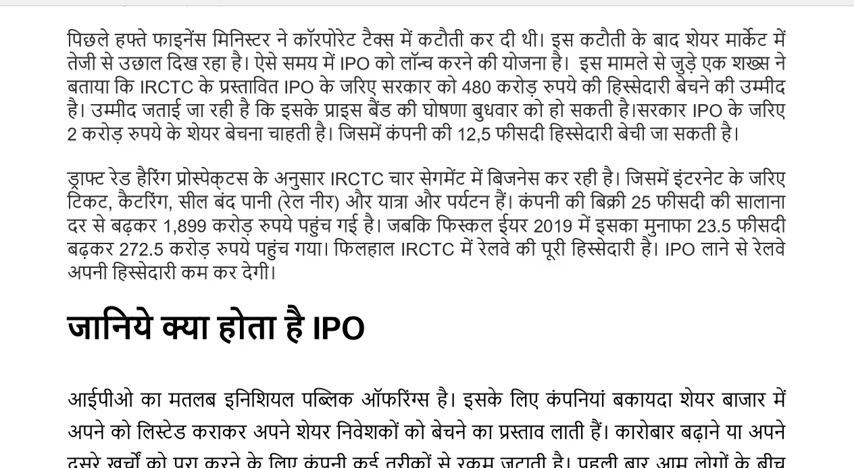 पिछले हफ्ते फाइनेंस मिनिस्टर ने कॉरपोरेट टैक्स में कटौती कर दी थी। इस कटौती के बाद शेयर मार्केट में
तेजी से उछाल दिख रहा है। ऐसे समय में IPO को लॉन्च करने की योजना है।  इस मामले से जुड़े एक शख्स ने
बताया कि IRCTC के प्रस्तावित IPO के जरिए सरकार को 480 करोड़ रुपये की हिस्सेदारी बेचने की उम्मीद
है। उम्मीद जताई जा रही है कि इसके प्राइस बैंड की घोषणा बुधवार को हो सकती है।सरकार IPO के जरिए
2 करोड़ रुपये के शेयर बेचना चाहती है। जिसमें कंपनी की 12,5 फीसदी हिस्सेदारी बेची जा सकती है।
ड्राफ्ट रेड हैरिंग प्रोस्पेक्टस के अनुसार IRCTC चार सेगमेंट में बिजनेस कर रही है। जिसमें इंटरनेट के जरिए
टिकट, कैटरिंग, सील बंद पानी (रेल नीर) और यात्रा और पर्यटन हैं। कंपनी की बिक्री 25 फीसदी की सालाना
दर से बढ़कर 1,899 करोड़ रुपये पहुंच गई है। जबकि फिस्कल ईयर 2019 में इसका मुनाफा 23.5 फीसदी
बढ़कर 272.5 करोड़ रुपये पहुंच गया। फिलहाल IRCTC में रेलवे की पूरी हिस्सेदारी है। IPO लाने से रेलवे
अपनी हिस्सेदारी कम कर देगी।
जानिये क्या होता है IPO
आईपीओ का मतलब इनिशियल पब्लिक ऑफरिंग्स है। इसके लिए कंपनियां बकायदा शेयर बाजार में
अपने को लिस्टेड कराकर अपने शेयर निवेशकों को बेचने का प्रस्ताव लाती हैं। कारोबार बढ़ाने या अपने
दूसरे खर्चों को पूरा करने के लिए कंपनी कई तरीकों से रकम जुटाती है। पहली बार आम लोगों के बीच